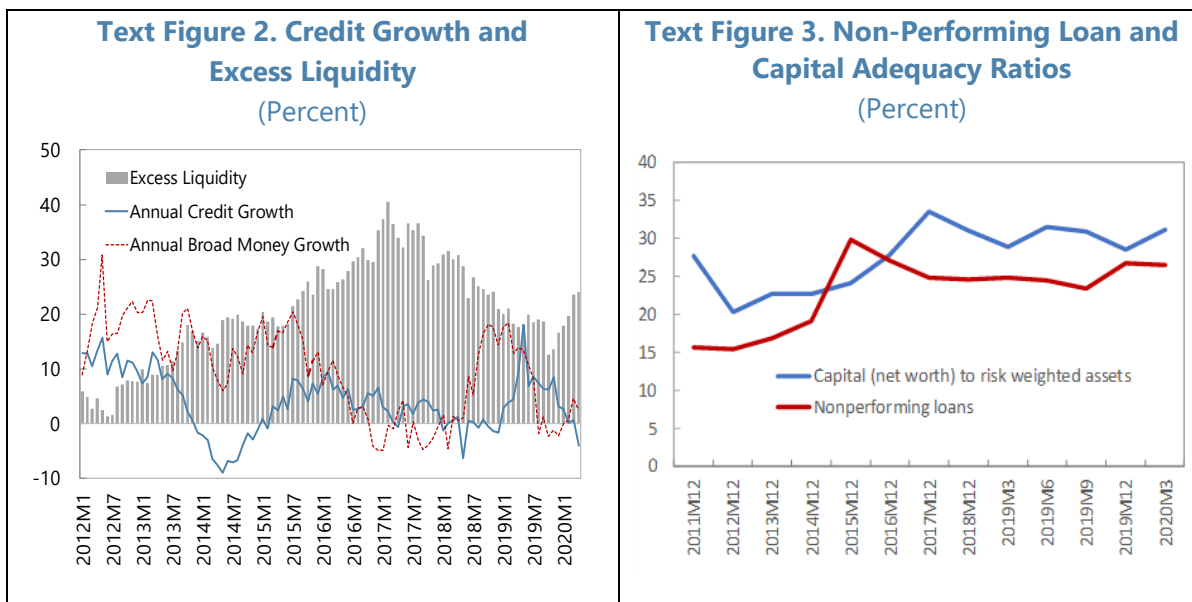 Text Figure 2. Credit Growth and
Excess Liquidity
(Percent)
50
40
30
20
10
0
-10
Excess Liquidity
Annual Credit Growth
Annual Broad Money Growth
2012M1
2012M7
2013M1
2013M7
2014M1
2014M7
2015M1
2015M7
2016M1
2016M7
2017M1
2017M7
2018M1
2018M7
2019M1
2019M7
2020M1
Text Figure 3. Non-Performing Loan and
Capital Adequacy Ratios
(Percent)
40
35
30
25
20
15
10
5
0
Capital (net worth) to risk weighted assets
Nonperforming loans
2011M12
2012M12
2013M12
2014M12
2015M12
2016M12
2017M12
2018M12
2019M3
2019M6
2019M9
2019M12
2020M3